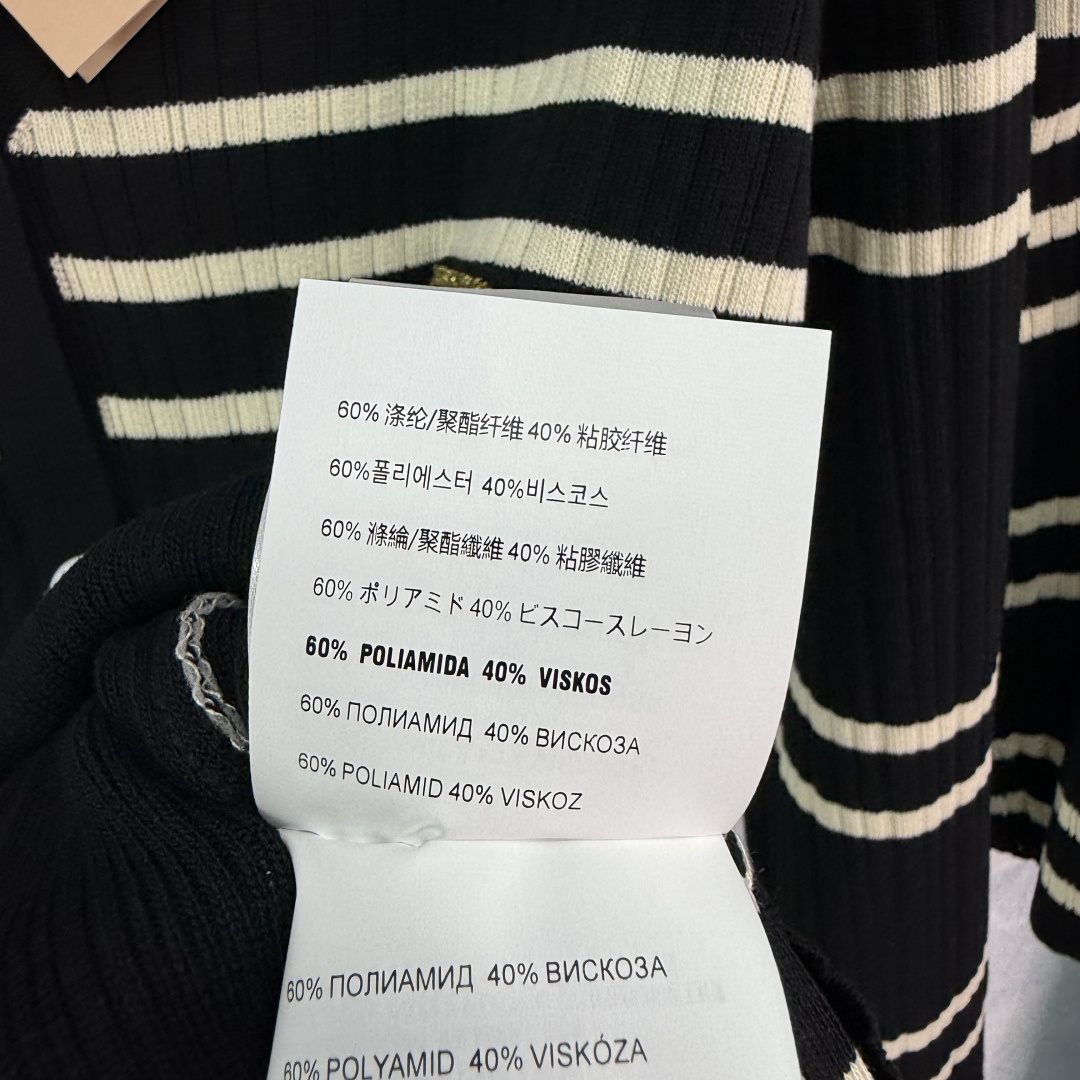 60% 涤纶/聚酯纤维 40% 粘胶纤维
60%폴리에스터 40%비스코스
60% 滌綸/聚酯纖維 40% 粘膠纖維
60% ポリアミド 40% ビスコースレーヨン
60% POLIAMIDA 40% VISKOS
60% ПОЛИАМИД 40% ВИСКОЗА
60% POLIAMID 40% VISKOZ
60% ПОЛИАМИД 40% ВИСКОЗА
60% POLYAMID 40% VISKÓZA